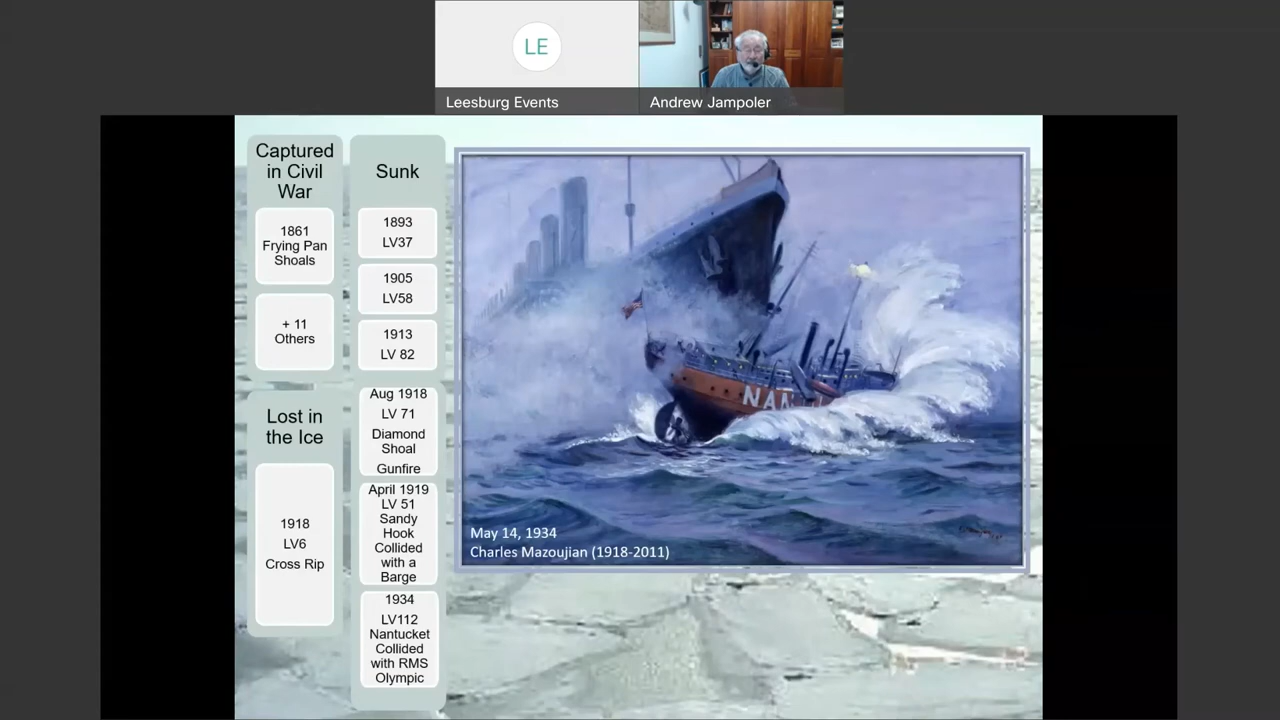 LE
Leesburg Events
Andrew Jampoler
Captured
in Civil
War
1861
Frying Pan
Shoals
+ 11
Others
Lost in
the Ice
1918
LV6
Cross Rip
Sunk
1893
LV37
1905
LV58
1913
LV 82
Aug 1918
LV 71
Diamond
Shoal
Gunfire
April 1919
LV 51
Sandy
Hook
Collided
with a
Barge
1934
LV112
Nantucket
Collided
with RMS
Olympic
NAN
May 14, 1934
Charles Mazoujian (1918-2011)